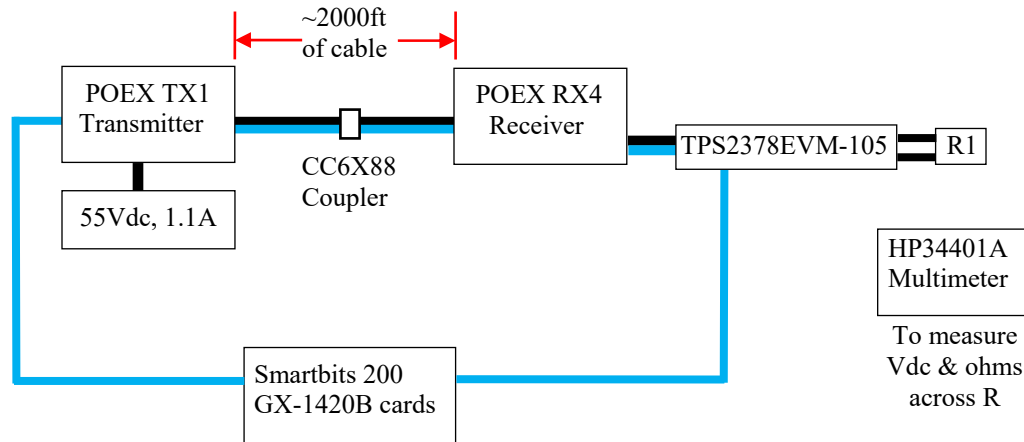 ~2000ft
of cable
POEX TX1
Transmitter
POEX RX4
Receiver
TPS2378EVM-105
R1
CC6X88
Coupler
55Vdc, 1.1A
HP34401A
Multimeter
To measure
Vdc & ohms
across R
Smartbits 200
GX-1420B cards